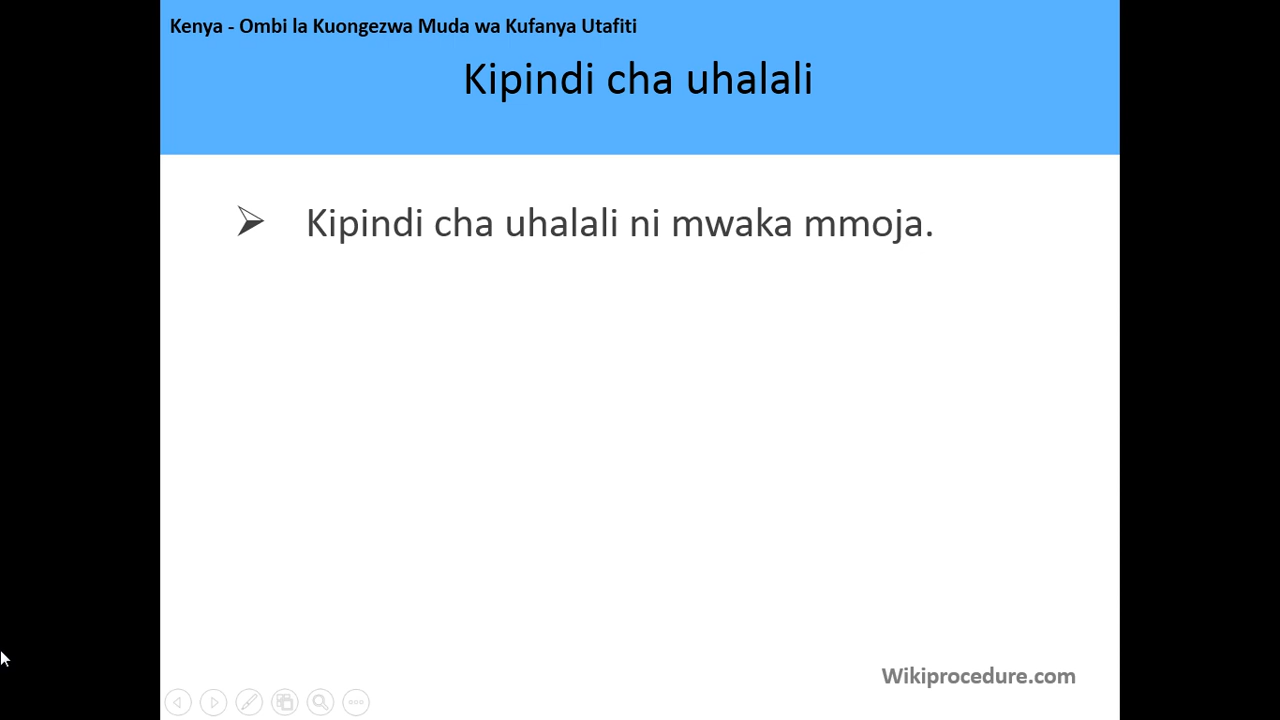 Kenya - Ombi la Kuongezwa Muda wa Kufanya Utafiti
Kipindi cha uhalali
Kipindi cha uhalali ni mwaka mmoja.
Wikiprocedure.com